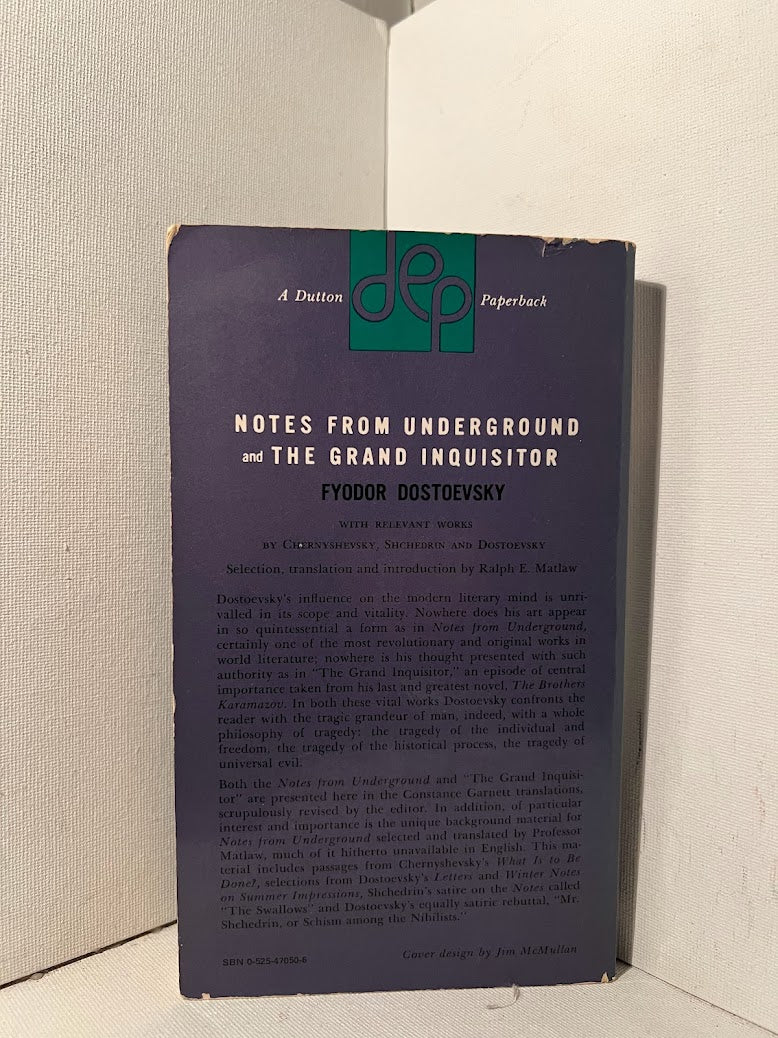 A Dutton dep Paperback
NOTES FROM UNDERGROUND
and THE GRAND INQUISITOR
FYODOR DOSTOEVSKY
WITH RELEVANT WORKS
BY CHERNYSHEVSKY, SHCHEDRIN AND DOSTOEVSKY
Selection, translation and introduction by Ralph E. Matlaw
Dostoevsky's influence on the modern literary mind is unri-
valled in its scope and vitality. Nowhere does his art appear
in so quintessential a form as in Notes from Underground,
certainly one of the most revolutionary and original works in
world literature; nowhere is his thought presented with such
authority as in "The Grand Inquisitor," an episode of central
importance taken from his last and greatest novel, The Brothers
Karamazov. In both these vital works Dostoevsky confronts the
reader with the tragic grandeur of man, indeed, with a whole
philosophy of tragedy: the tragedy of the individual and
freedom, the tragedy of the historical process, the tragedy of
universal evil.
Both the Notes from Underground and "The Grand Inquisi-
tor" are presented here in the Constance Garnett translations,
scrupulously revised by the editor. In addition, of particular
interest and importance is the unique background material for
Notes from Underground selected and translated by Professor
Matlaw, much of it hitherto unavailable in English. This ma-
terial includes passages from Chernyshevsky's What Is to Be
Done?, selections from Dostoevsky's Letters and Winter Notes
on Summer Impressions, Shchedrin's satire on the Notes called
"The Swallows" and Dostoevsky's equally satiric rebuttal, "Mr.
Shchedrin, or Schism among the Nihilists."
SBN 0-525-47050-6
Cover design by Jim McMullan